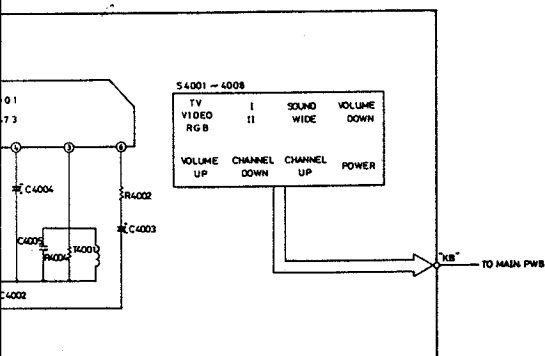 S4001 ~ 4008
TV
VIDEO
RGB
I
II
SOUND
WIDE
VOLUME
DOWN
VOLUME
UP
CHANNEL
DOWN
CHANNEL
UP
POWER
01
73
4
6
C4004
R4002
C4003
C4005
R4004
T4001
C4002
"KB"
TO MAIN PWB